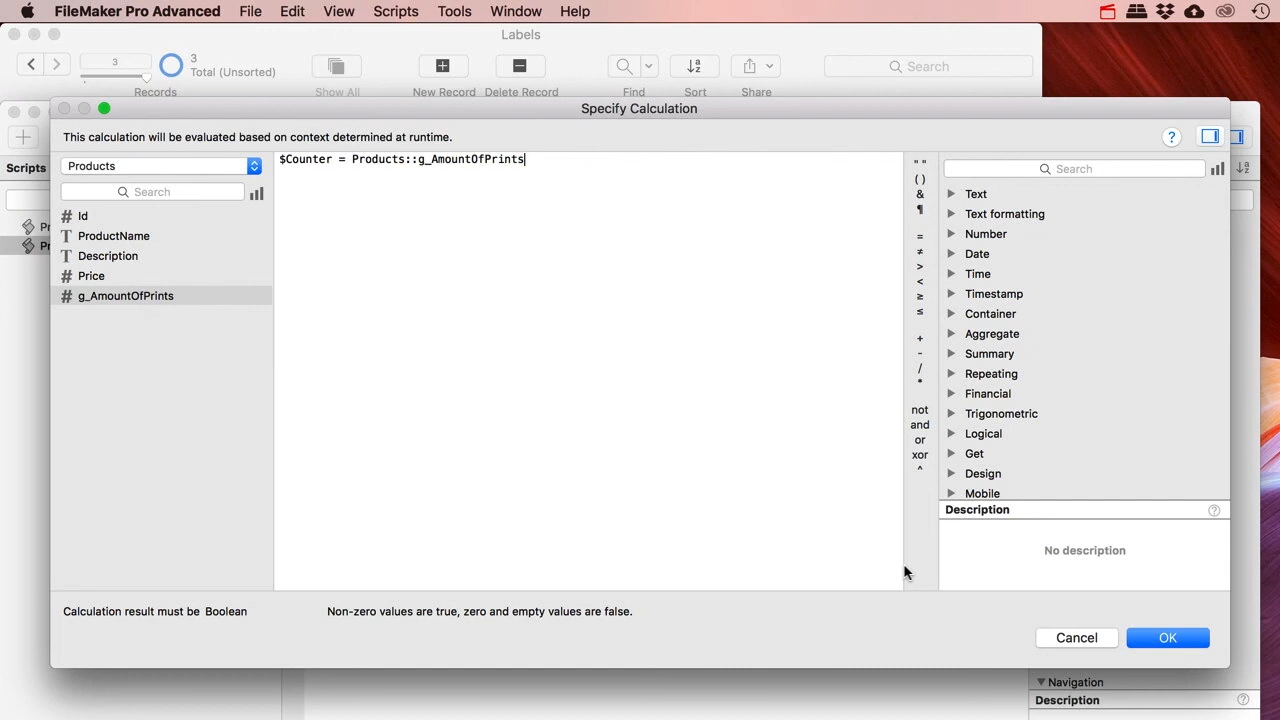 FileMaker Pro Advanced File Edit View Scripts Tools Window Help
Labels
3
3
Total (Unsorted)
Search
Records
Show All
New Record
Delete Record
Find
Sort
Share
Specify Calculation
This calculation will be evaluated based on context determined at runtime.
?
Scripts
Pr
Pr
Products
Search
# Id
T ProductName
T Description
# Price
# g_AmountOfPrints
$Counter = Products::g_AmountOfPrints
" "
( )
&
¶
=
≠
>
<
≥
≤
+
-
/
*
not
and
or
xor
^
Search
Text
Text formatting
Number
Date
Time
Timestamp
Container
Aggregate
Summary
Repeating
Financial
Trigonometric
Logical
Get
Design
Mobile
Description ?
No description
Calculation result must be Boolean
Non-zero values are true, zero and empty values are false.
Cancel
OK
Navigation
Description ?